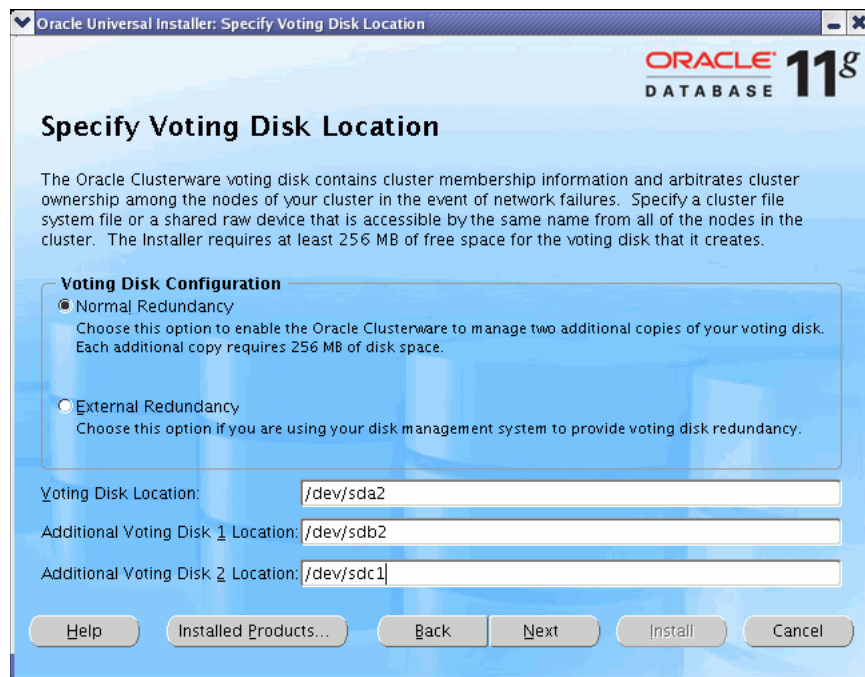 Oracle Universal Installer: Specify Voting Disk Location
ORACLE
DATABASE 11g
Specify Voting Disk Location
The Oracle Clusterware voting disk contains cluster membership information and arbitrates cluster
ownership among the nodes of your cluster in the event of network failures.  Specify a cluster file
system file or a shared raw device that is accessible by the same name from all of the nodes in the
cluster.  The Installer requires at least 256 MB of free space for the voting disk that it creates.
Voting Disk Configuration
Normal Redundancy
Choose this option to enable the Oracle Clusterware to manage two additional copies of your voting disk.
Each additional copy requires 256 MB of disk space.
External Redundancy
Choose this option if you are using your disk management system to provide voting disk redundancy.
Voting Disk Location: /dev/sda2
Additional Voting Disk 1 Location: /dev/sdb2
Additional Voting Disk 2 Location: /dev/sdc1
Help Installed Products... Back Next Install Cancel